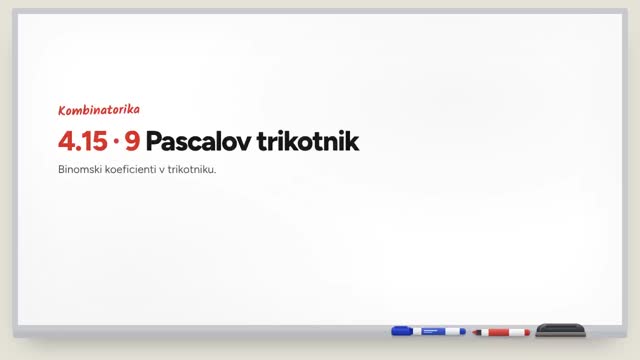 Kombinatorika
4.15 · 9 Pascalov trikotnik
Binomski koeficienti v trikotniku.